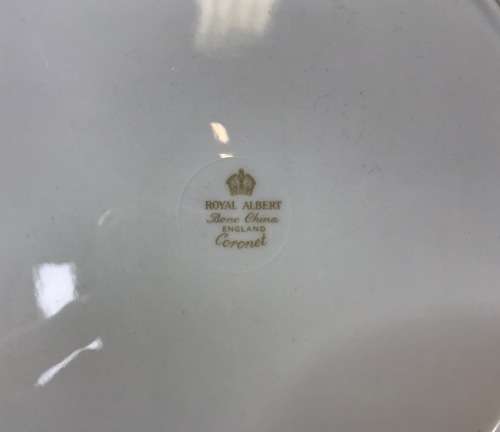 ROYAL ALBERT
Bone China
ENGLAND
Coronet